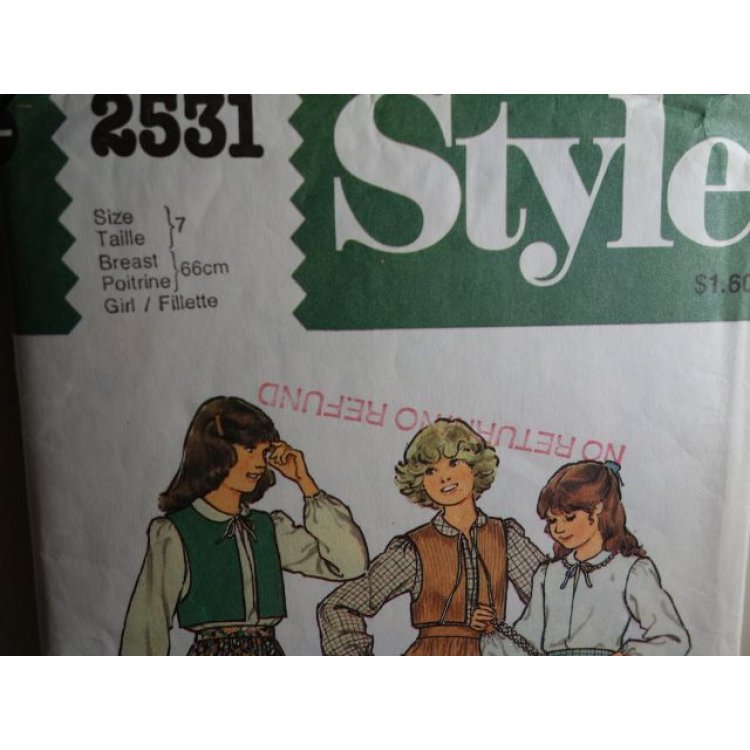 2531
Style
Size } 7
Taille
Breast } 66cm
Poitrine
Girl / Fillette
$1.60
NO RETURN NO REFUND